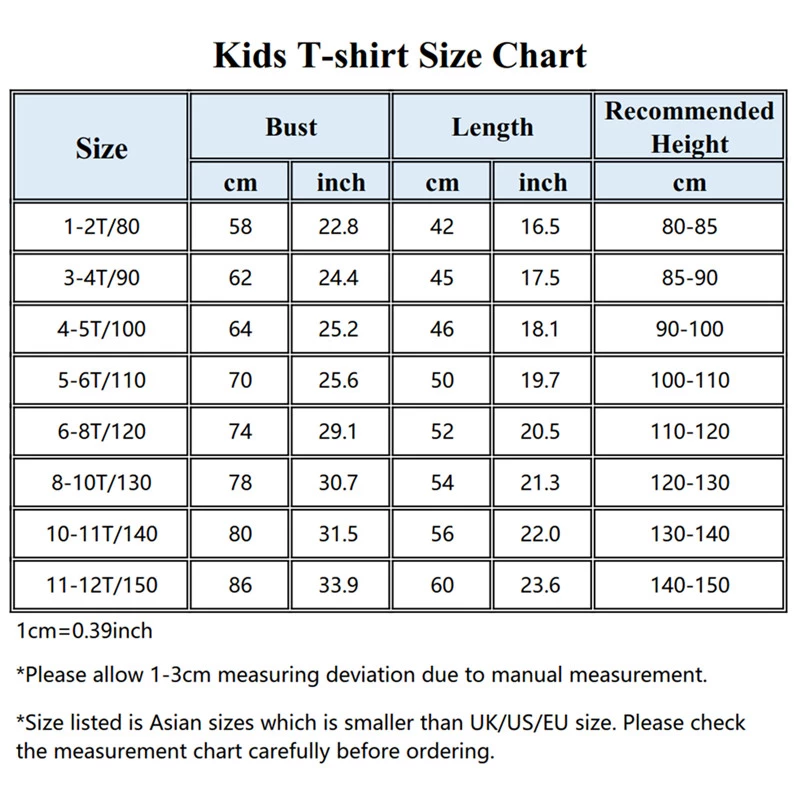 Kids T-shirt Size Chart
Size Bust Length Recommended Height
cm inch cm inch cm
1-2T/80 58 22.8 42 16.5 80-85
3-4T/90 62 24.4 45 17.5 85-90
4-5T/100 64 25.2 46 18.1 90-100
5-6T/110 70 25.6 50 19.7 100-110
6-8T/120 74 29.1 52 20.5 110-120
8-10T/130 78 30.7 54 21.3 120-130
10-11T/140 80 31.5 56 22.0 130-140
11-12T/150 86 33.9 60 23.6 140-150
1cm=0.39inch
*Please allow 1-3cm measuring deviation due to manual measurement.
*Size listed is Asian sizes which is smaller than UK/US/EU size. Please check
the measurement chart carefully before ordering.